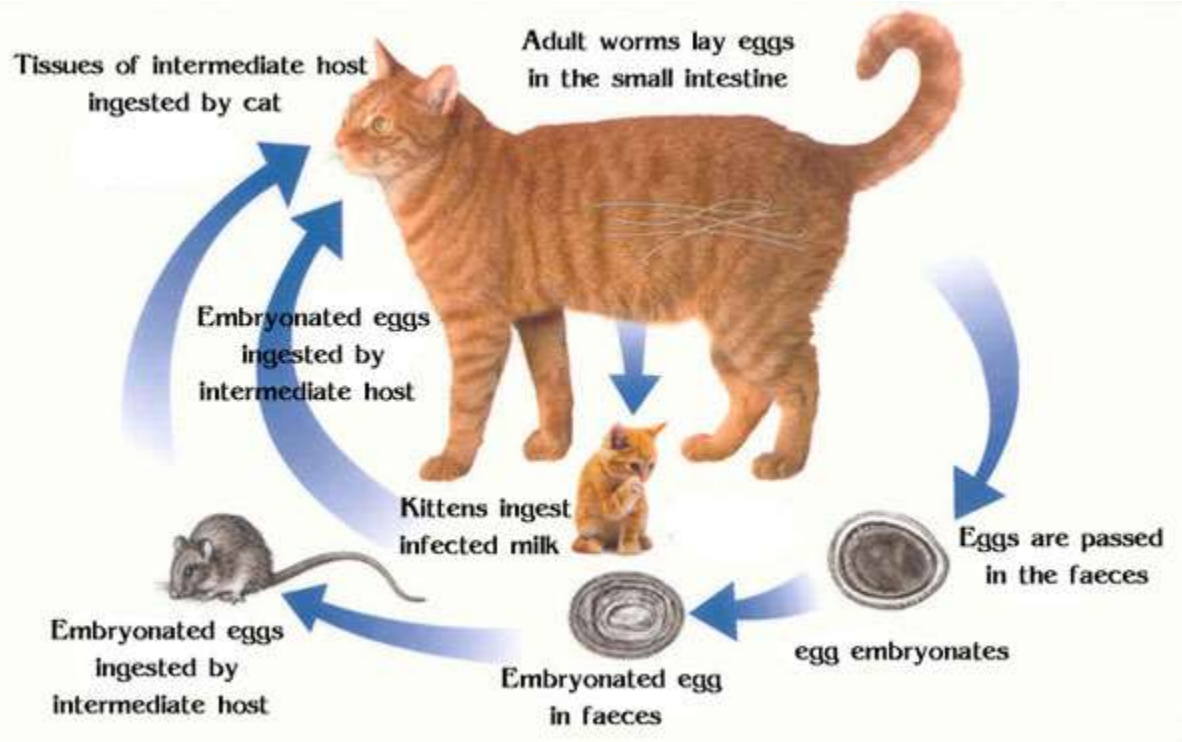 Tissues of intermediate host
ingested by cat
Adult worms lay eggs
in the small intestine
Embryonated eggs
ingested by
intermediate host
Kittens ingest
infected milk
Eggs are passed
in the faeces
egg embryonates
Embryonated egg
in faeces
Embryonated eggs
ingested by
intermediate host